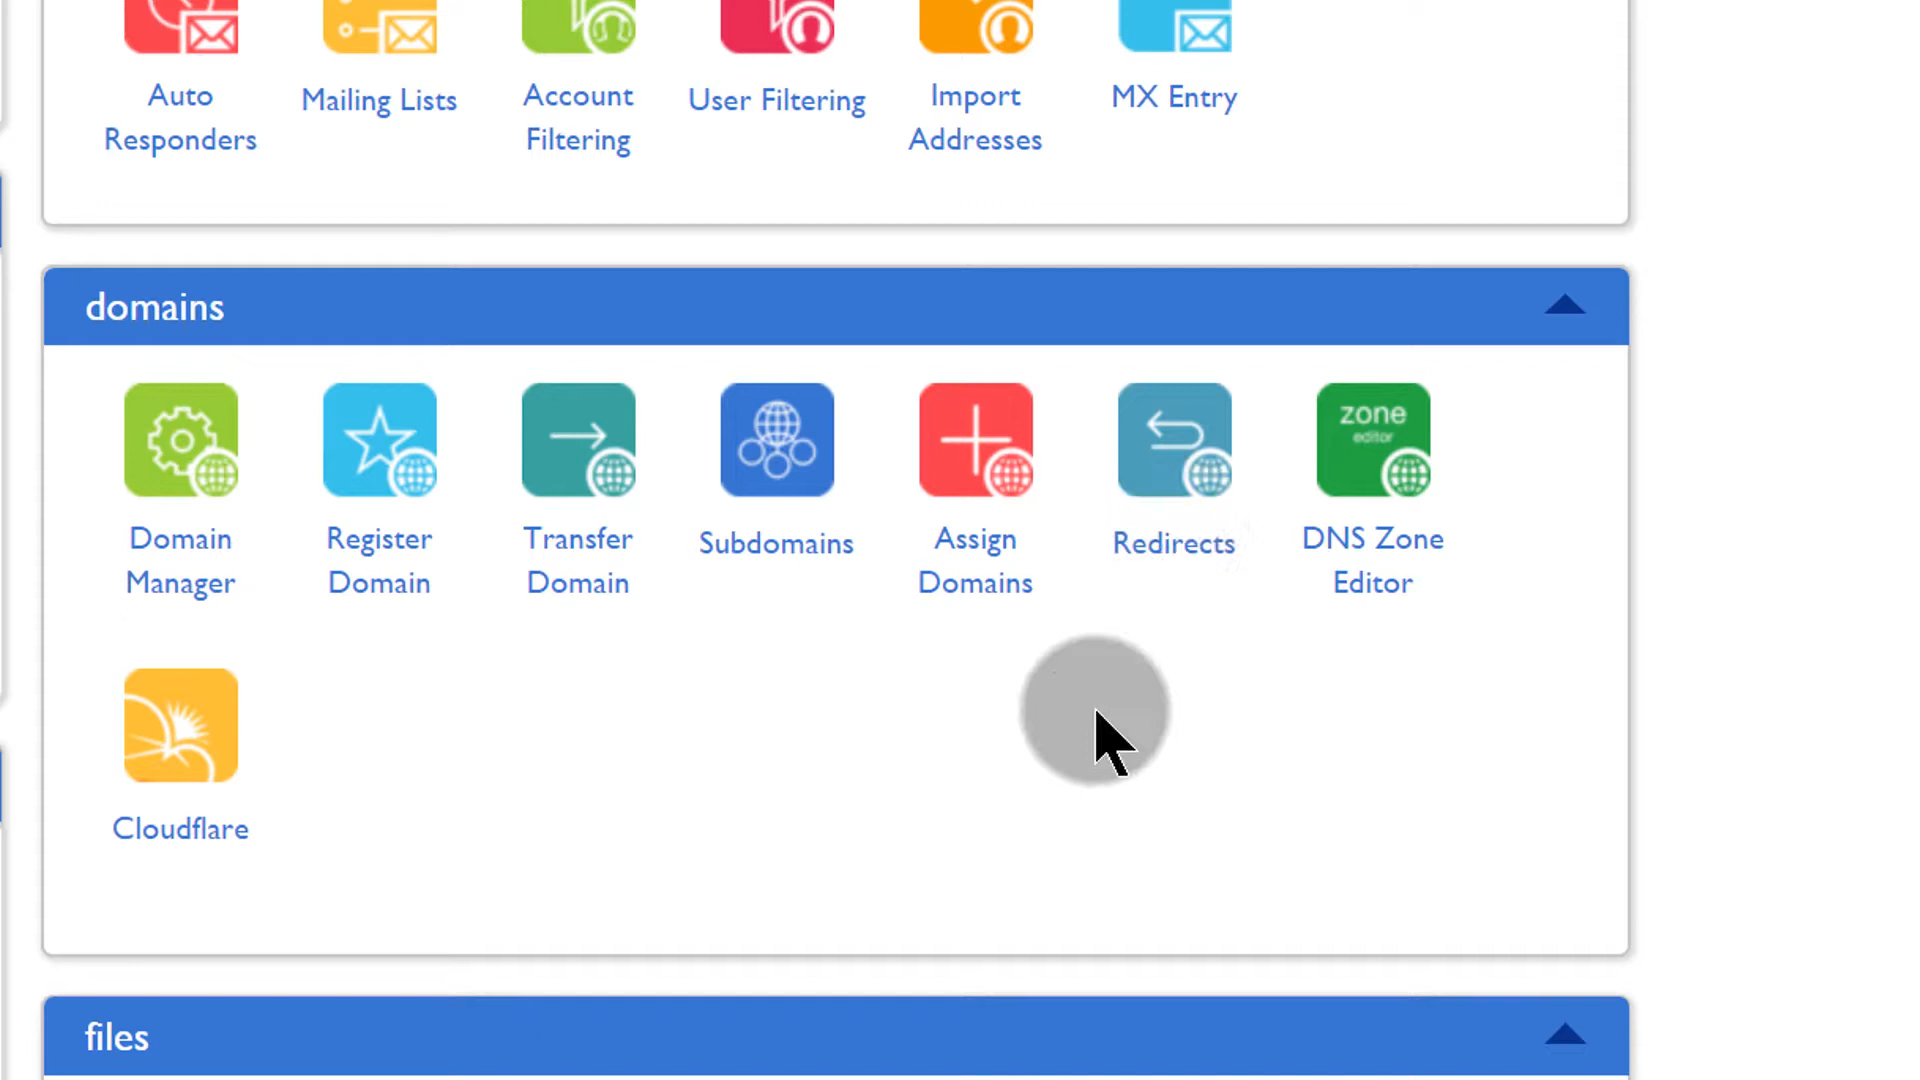 Auto Responders
Mailing Lists
Account Filtering
User Filtering
Import Addresses
MX Entry
domains
zone
editor
Domain Manager
Register Domain
Transfer Domain
Subdomains
Assign Domains
Redirects
DNS Zone Editor
Cloudflare
files